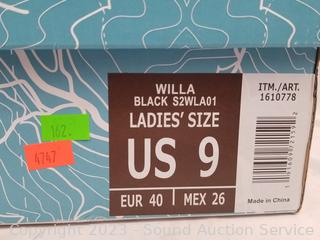 WILLA
BLACK S2WLA01
LADIES' SIZE
US 9
EUR 40 MEX 26
ITM./ART.
1610778
Made in China
162.
4747
Copyright 2023 - Sound Auction Service